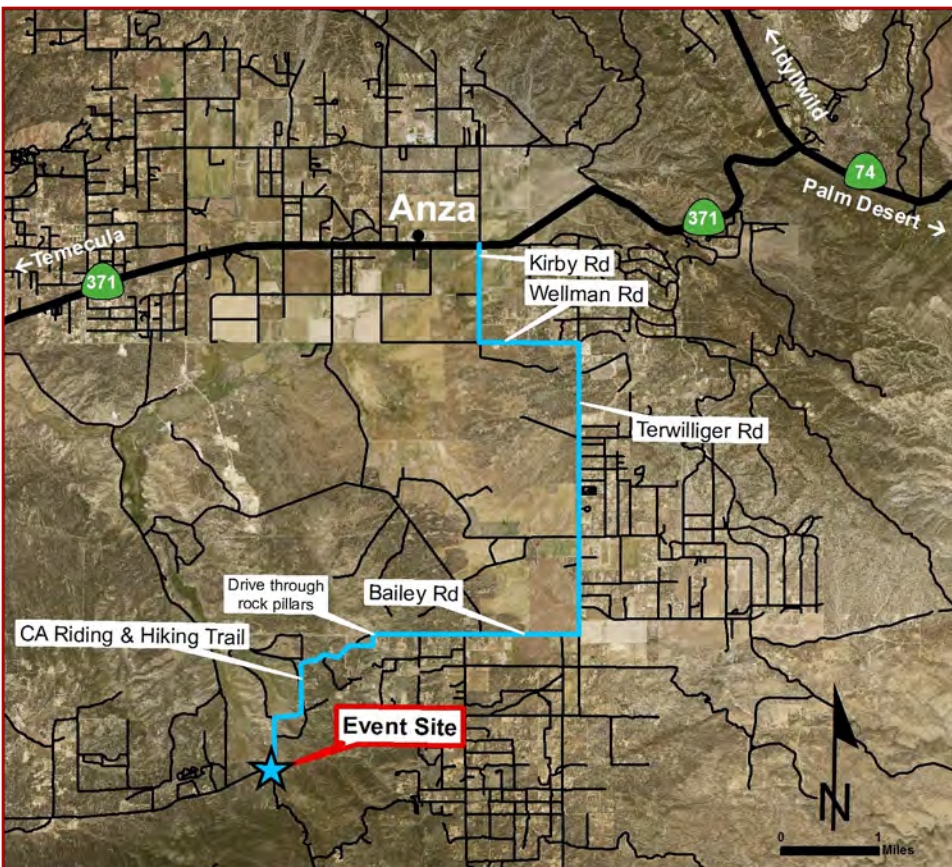 ← Idyllwild
74
Palm Desert →
Anza
371
← Temecula
371
Kirby Rd
Wellman Rd
Terwilliger Rd
Drive through
rock pillars
Bailey Rd
CA Riding & Hiking Trail
Event Site
N
0 1
Miles